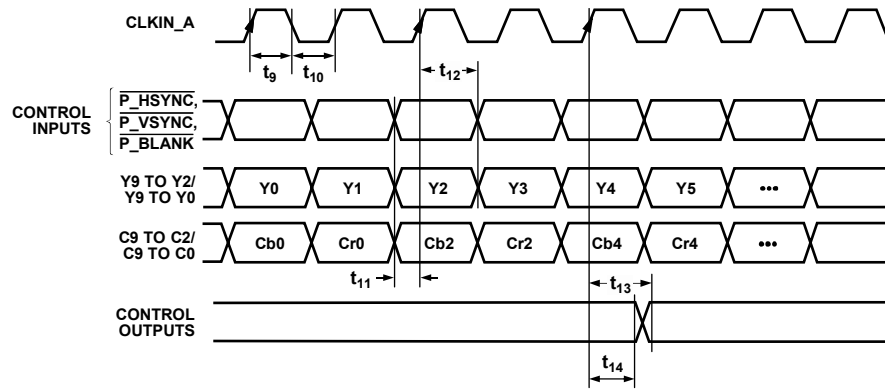 CLKIN_A
t9
t10
t12
CONTROL
INPUTS
P_HSYNC,
P_VSYNC,
P_BLANK
Y9 TO Y2/
Y9 TO Y0
Y0
Y1
Y2
Y3
Y4
Y5
•••
C9 TO C2/
C9 TO C0
Cb0
Cr0
Cb2
Cr2
Cb4
Cr4
•••
t11
t13
CONTROL
OUTPUTS
t14